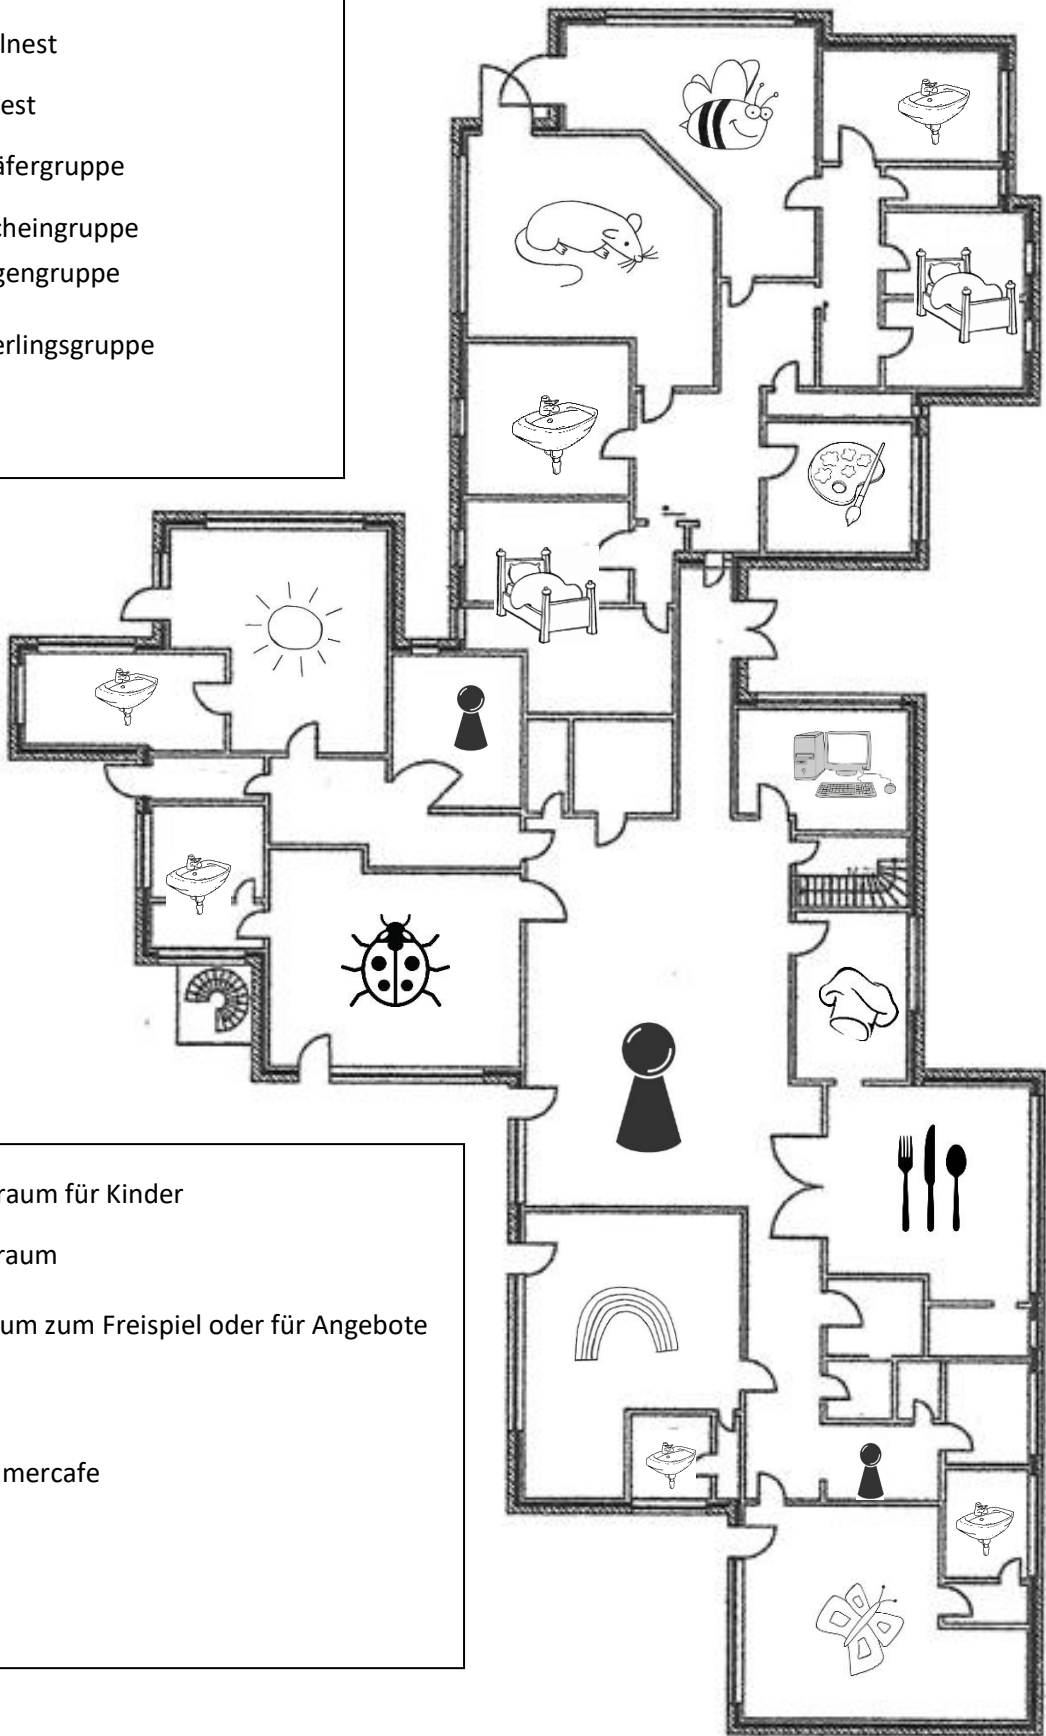 lnest
est
äfergruppe
cheingruppe
gengruppe
erlingsgruppe
raum für Kinder
raum
um zum Freispiel oder für Angebote
mercafe